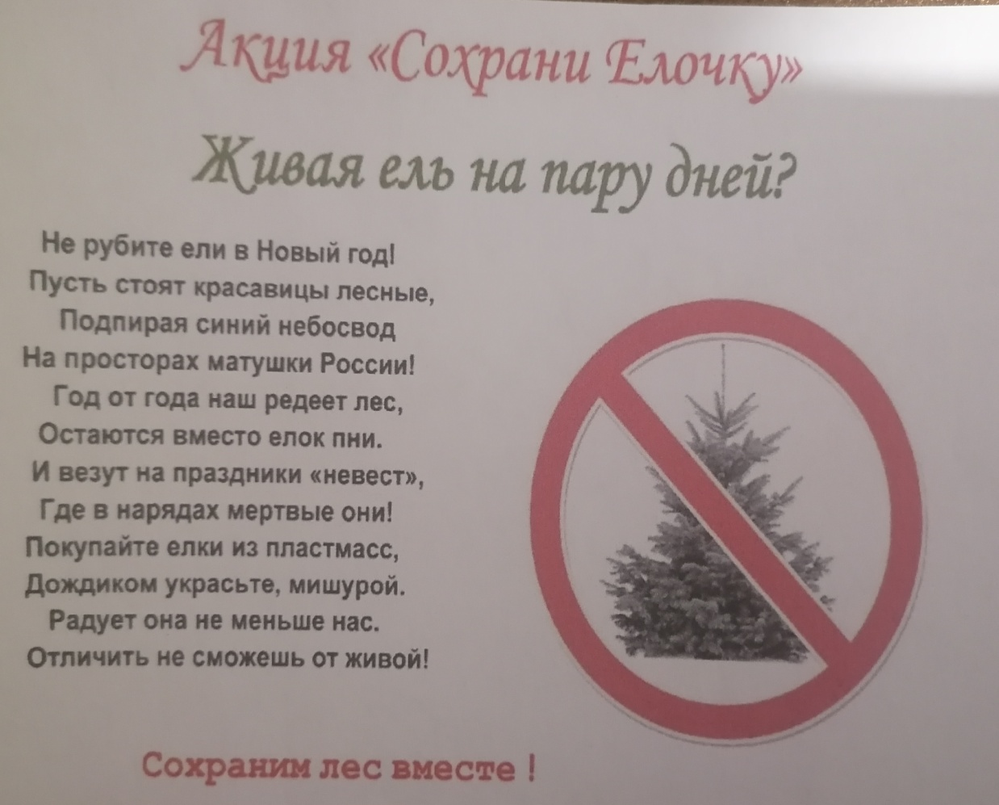 Акция «Сохрани Елочку»
Живая ель на пару дней?
Не рубите ели в Новый год!
Пусть стоят красавицы лесные,
Подпирая синий небосвод
На просторах матушки России!
Год от года наш редеет лес,
Остаются вместо елок пни.
И везут на праздники «невест»,
Где в нарядах мертвые они!
Покупайте елки из пластмасс,
Дождиком украсьте, мишурой.
Радует она не меньше нас.
Отличить не сможешь от живой!
Сохраним лес вместе !